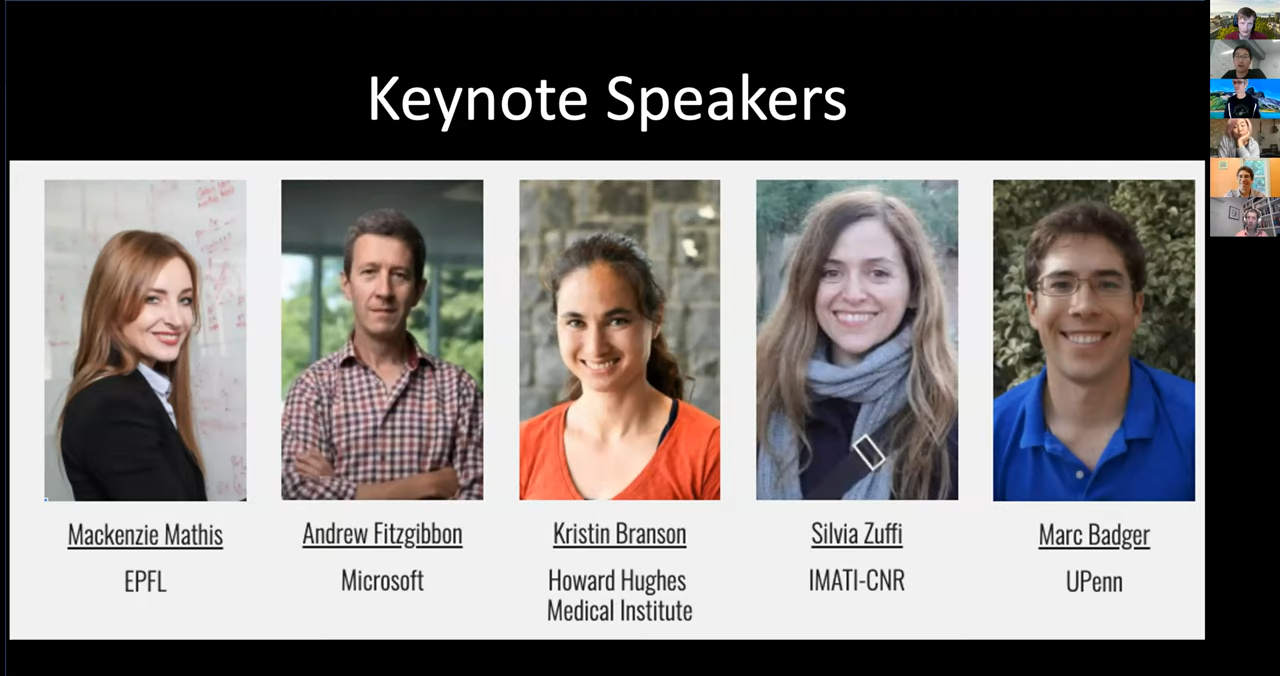 Keynote Speakers
Mackenzie Mathis
EPFL
Andrew Fitzgibbon
Microsoft
Kristin Branson
Howard Hughes
Medical Institute
Silvia Zuffi
IMATI-CNR
Marc Badger
UPenn